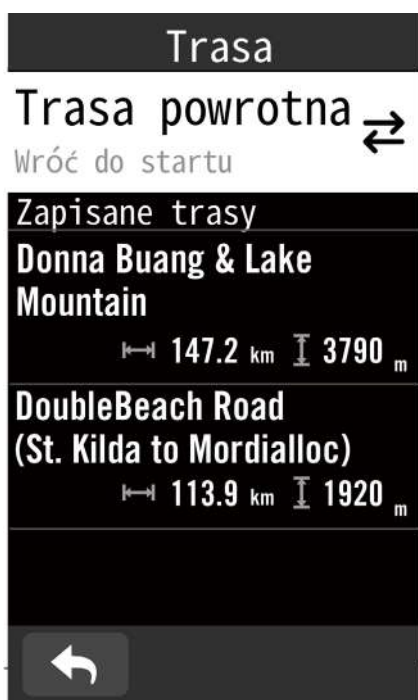 Trasa
Trasa powrotna
Wróć do startu
Zapisane trasy
Donna Buang & Lake
Mountain
147.2 km 3790 m
DoubleBeach Road
(St. Kilda to Mordialloc)
113.9 km 1920 m